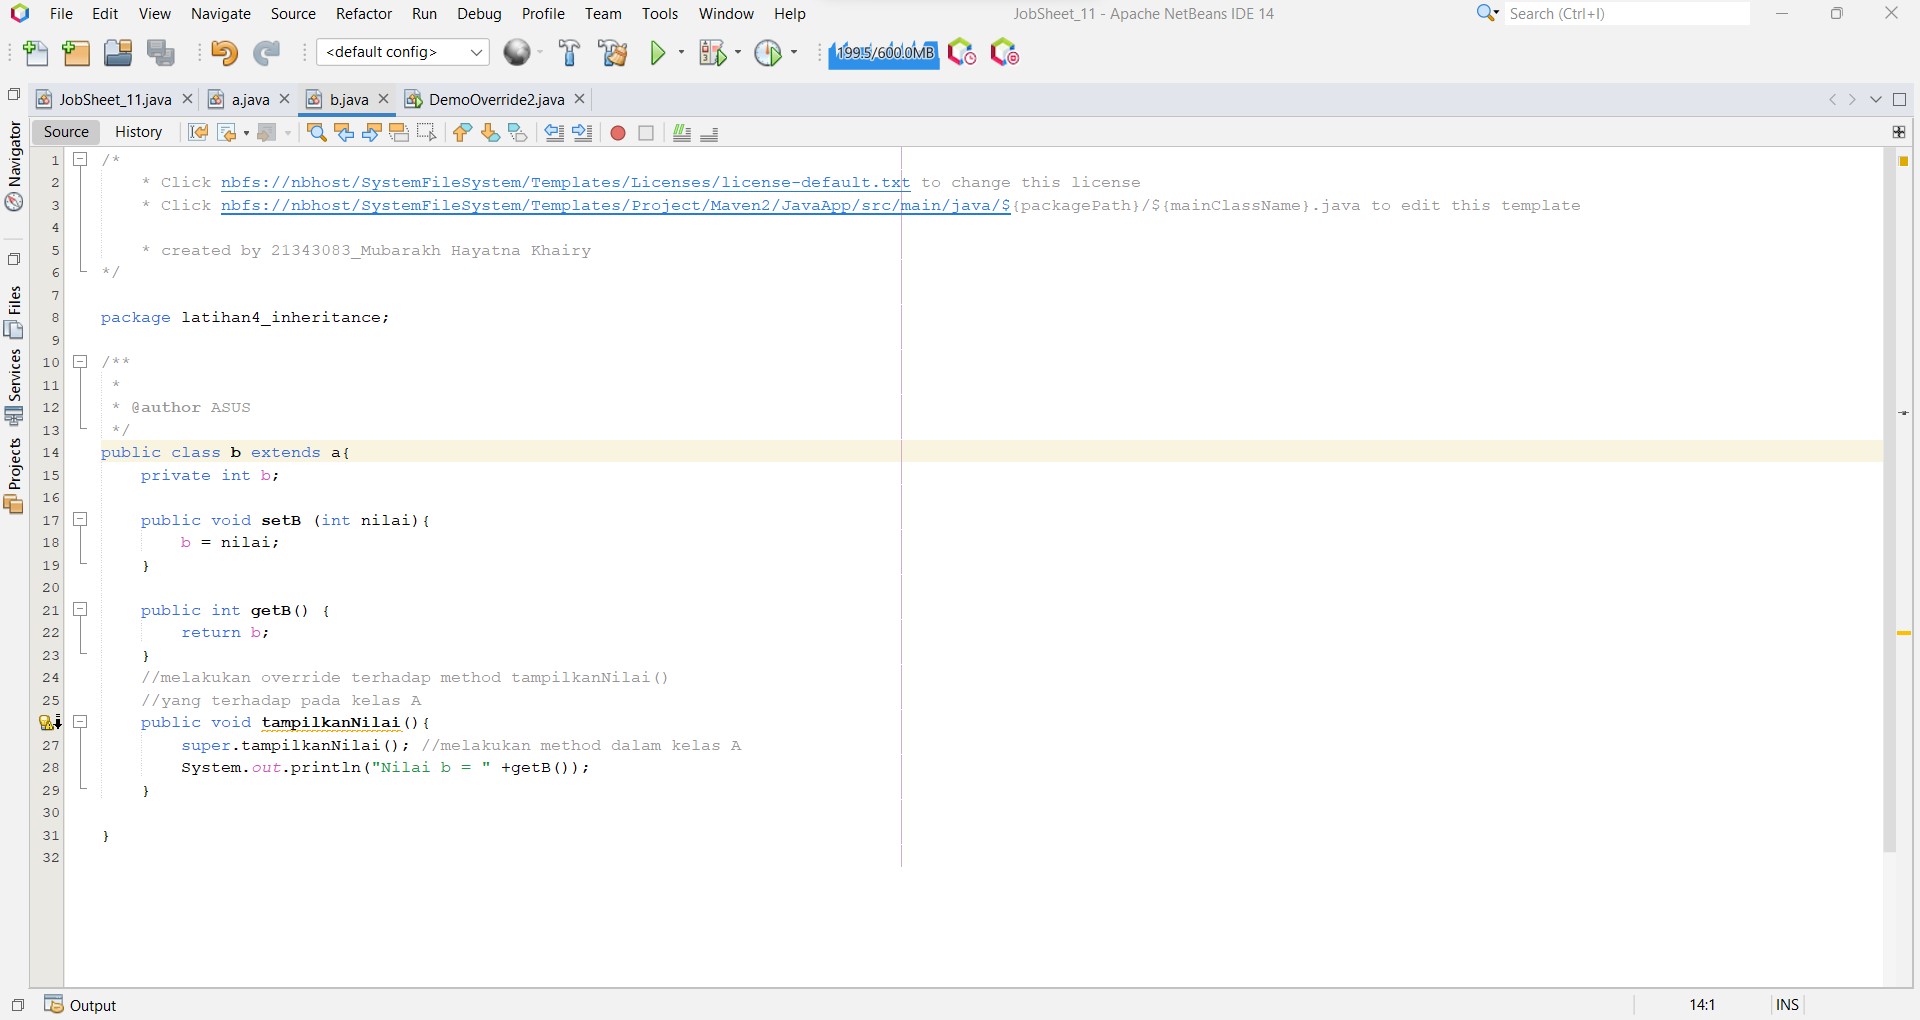 File Edit View Navigate Source Refactor Run Debug Profile Team Tools Window Help JobSheet_11 - Apache NetBeans IDE 14 Search (Ctrl+I)
<default config> 199.5/600.0MB
JobSheet_11.java a.java b.java DemoOverride2.java
Source History
Navigator
Files
Services
Projects
1 /*
2 * Click nbfs://nbhost/SystemFileSystem/Templates/Licenses/license-default.txt to change this license
3 * Click nbfs://nbhost/SystemFileSystem/Templates/Project/Maven2/JavaApp/src/main/java/${packagePath}/${mainClassName}.java to edit this template
4
5 * created by 21343083_Mubarakh Hayatna Khairy
6 */
7
8 package latihan4_inheritance;
9
10 /**
11 *
12 * @author ASUS
13 */
14 public class b extends a{
15 private int b;
16
17 public void setB (int nilai){
18 b = nilai;
19 }
20
21 public int getB() {
22 return b;
23 }
24 //melakukan override terhadap method tampilkanNilai()
25 //yang terhadap pada kelas A
public void tampilkanNilai(){
27 super.tampilkanNilai(); //melakukan method dalam kelas A
28 System.out.println("Nilai b = " +getB());
29 }
30
31 }
32
Output 14:1 INS